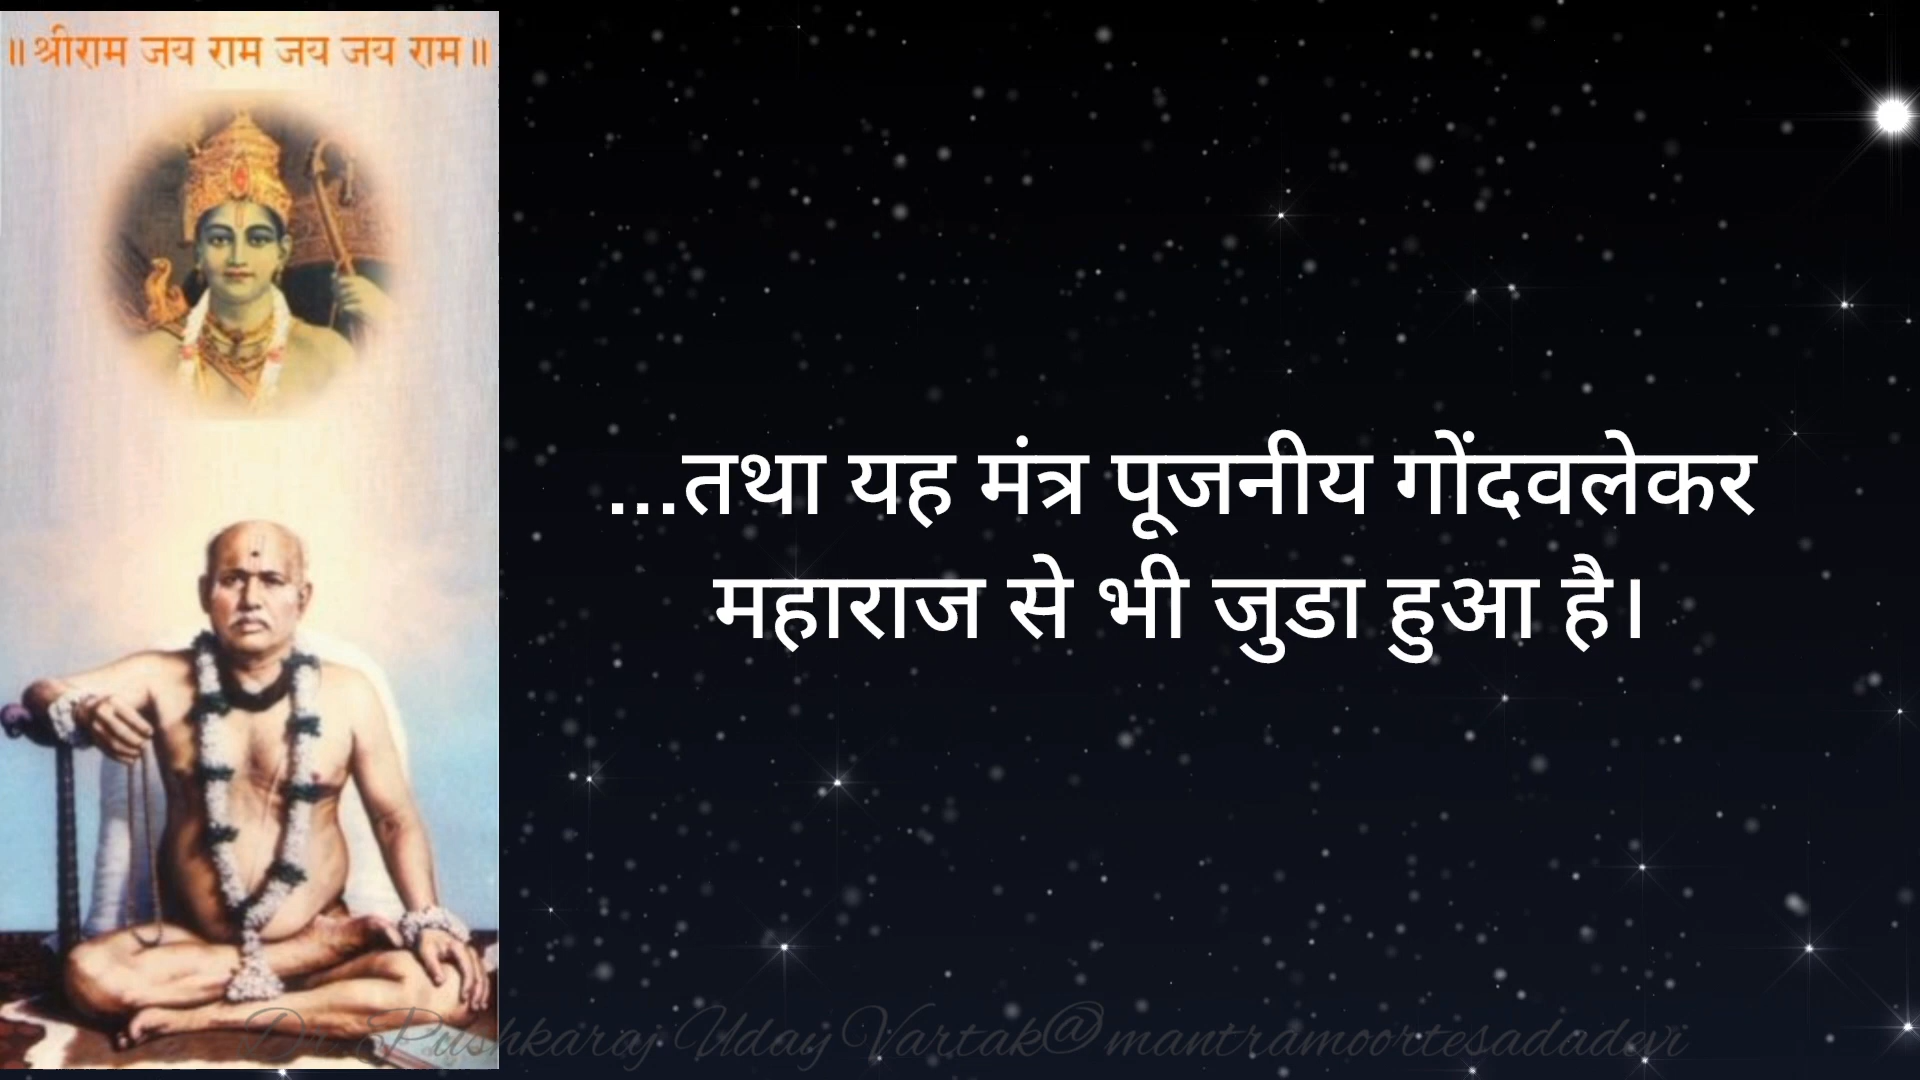 ॥ श्रीराम जय राम जय जय राम ॥
...तथा यह मंत्र पूजनीय गोंदवलेकर
महाराज से भी जुडा हुआ है।
Dr. Pushkaraj Uday Vartak@mantramoortesadadevi